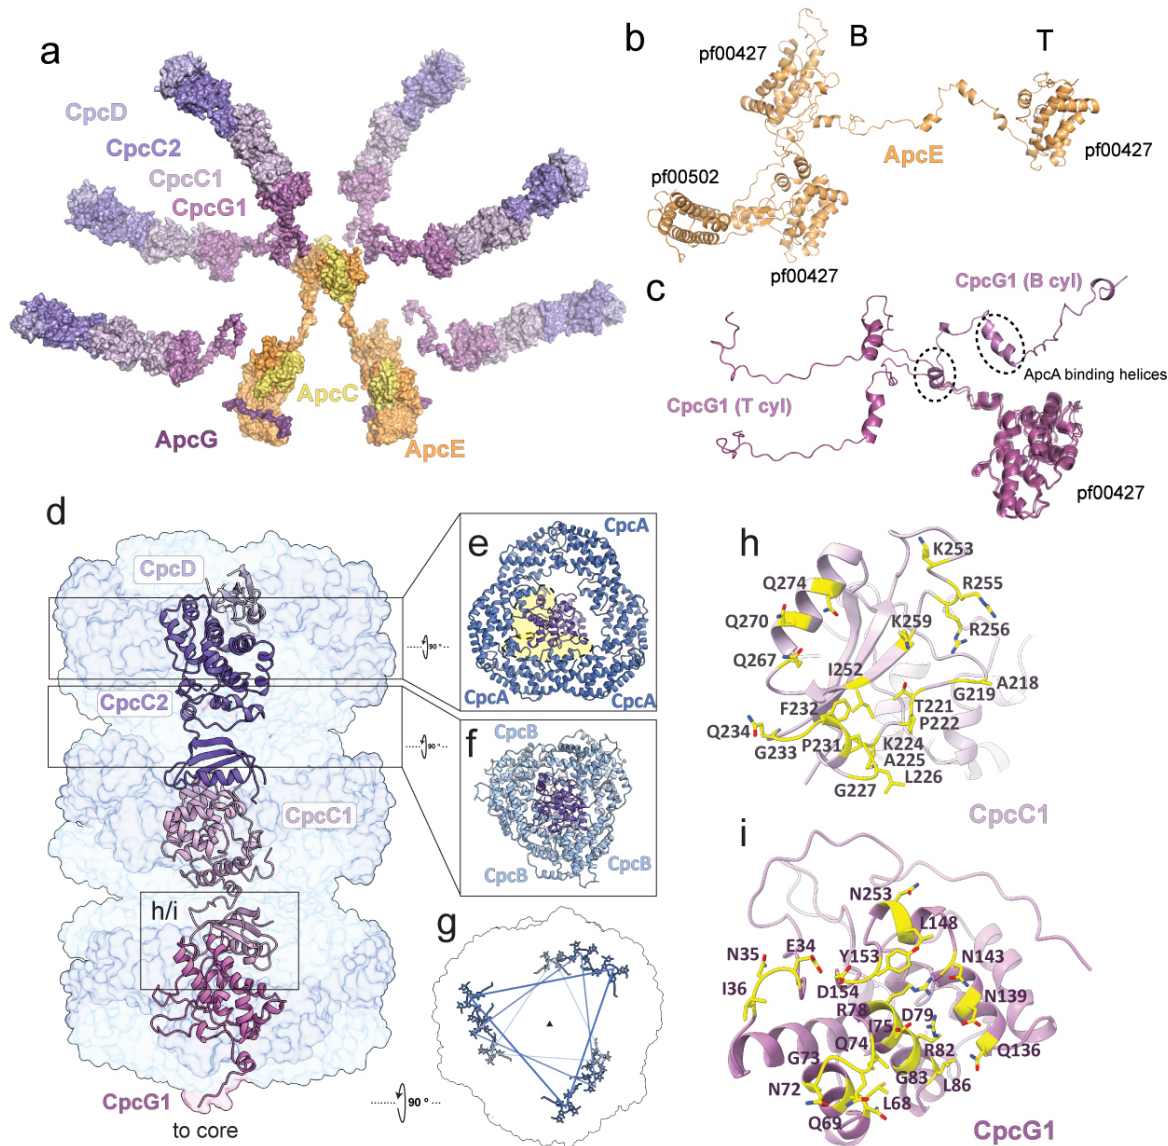 a
CpcD
CpcC2
CpcC1
CpcG1
ApcC
ApcG
ApcE
b
B
T
pf00427
ApcE
pf00427
pf00502
pf00427
c
CpcG1 (B cyl)
ApcA binding helices
CpcG1 (T cyl)
pf00427
d
CpcD
CpcC2
CpcC1
h/i
CpcG1
to core
90 °
90 °
90 °
e
CpcA
CpcA
CpcA
f
CpcB
CpcB
CpcB
g
h
K253
Q274
R255
Q270
K259
R256
Q267
I252
A218
G219
F232
T221
P222
Q234
G233
P231
K224
A225
L226
G227
CpcC1
i
N253
L148
N35
E34
Y153
N143
I36
D154
N139
R78
D79
I75
Q74
R82
Q136
G73
G83
L86
N72
L68
Q69
CpcG1